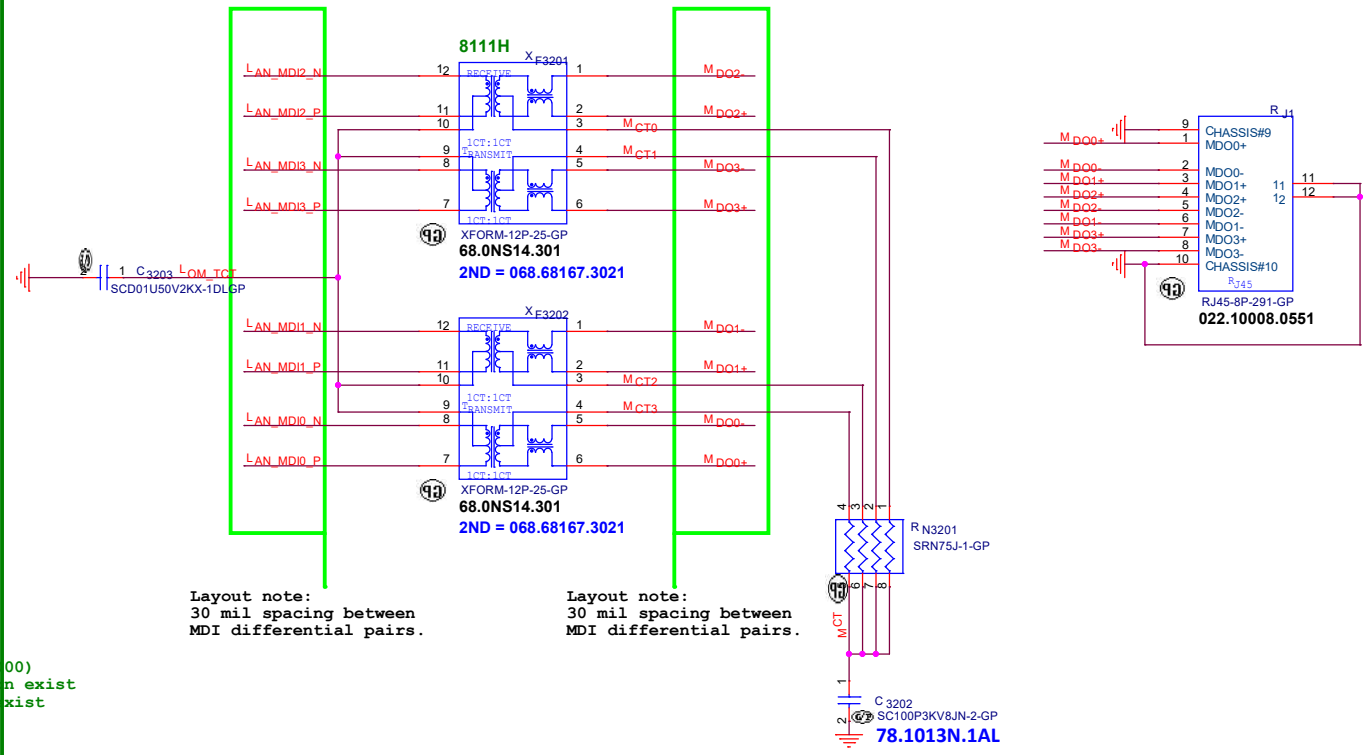 8111H
XF3201
LAN_MDI2_N 12 RECEIVE 1 MDO2-
LAN_MDI2_P 11 2 MDO2+
10 3 MCT0
1CT:1CT
9 TRANSMIT 4 MCT1
LAN_MDI3_N 8 5 MDO3-
LAN_MDI3_P 7 6 MDO3+
1CT:1CT
XFORM-12P-25-GP
68.0NS14.301
2ND = 068.68167.3021
2 1 C3203 LOM_TCT
SCD01U50V2KX-1DLGP
XF3202
LAN_MDI1_N 12 RECEIVE 1 MDO1-
LAN_MDI1_P 11 2 MDO1+
10 3 MCT2
1CT:1CT
9 TRANSMIT 4 MCT3
LAN_MDI0_N 8 5 MDO0-
LAN_MDI0_P 7 6 MDO0+
1CT:1CT
XFORM-12P-25-GP
68.0NS14.301
2ND = 068.68167.3021
RJ1
9 CHASSIS#9
MDO0+ 1 MDO0+
MDO0- 2 MDO0-
MDO1+ 3 MDO1+ 11 11
MDO2+ 4 MDO2+ 12 12
MDO2- 5 MDO2-
MDO1- 6 MDO1-
MDO3+ 7 MDO3+
MDO3- 8 MDO3-
10 CHASSIS#10
RJ45
RJ45-8P-291-GP
022.10008.0551
4 3 2 1
RN3201
SRN75J-1-GP
6 7 8
MCT
1
C3202
2 SC100P3KV8JN-2-GP
78.1013N.1AL
Layout note:
30 mil spacing between
MDI differential pairs.
Layout note:
30 mil spacing between
MDI differential pairs.
00)
n exist
xist